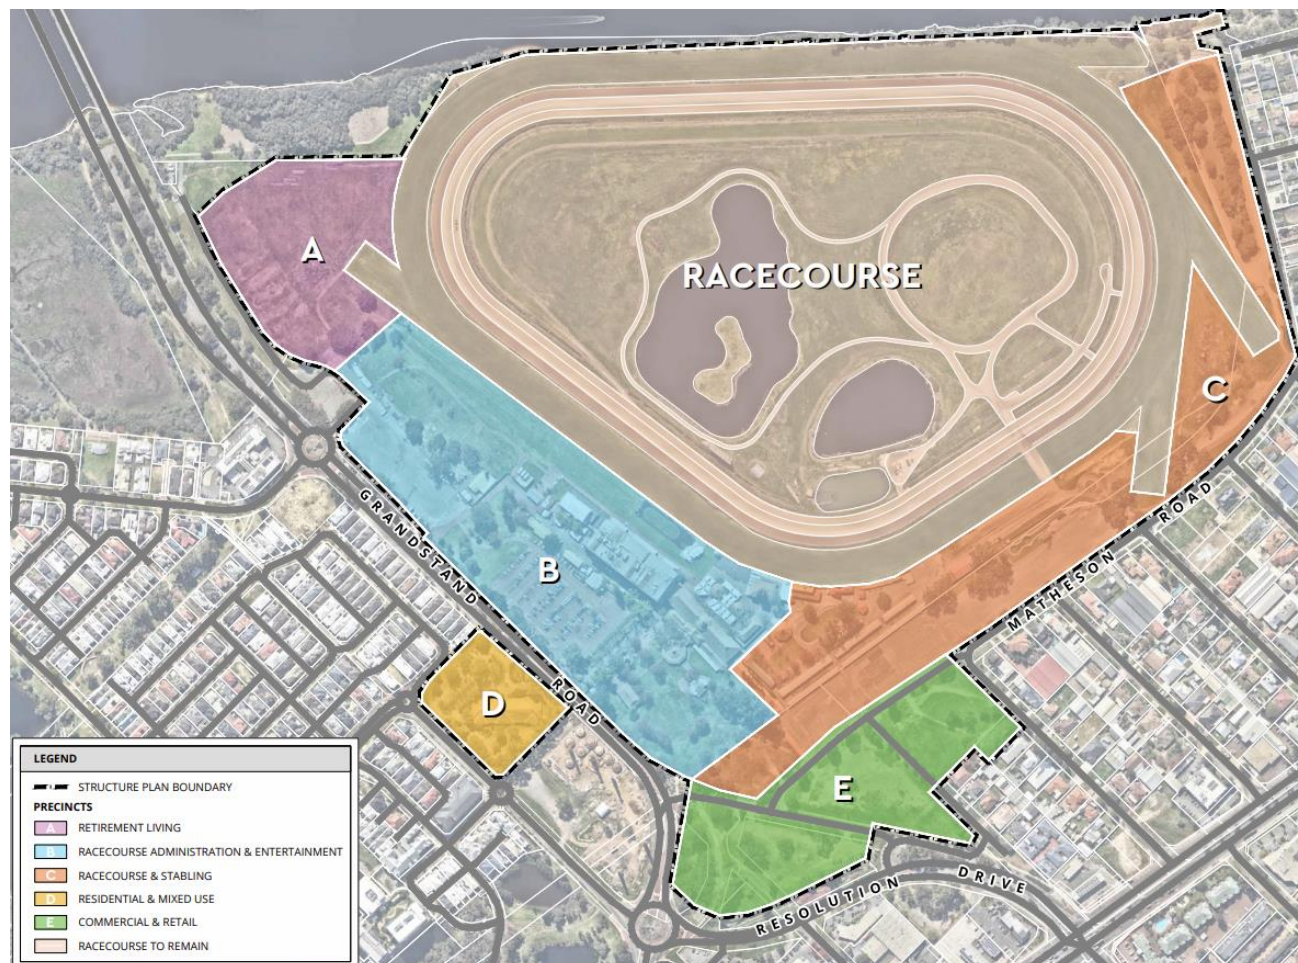 RACECOURSE
A
C
GRANDSTAND ROAD
B
MATHESON ROAD
D
E
RESOLUTION DRIVE
LEGEND
STRUCTURE PLAN BOUNDARY
PRECINCTS
A RETIREMENT LIVING
B RACECOURSE ADMINISTRATION & ENTERTAINMENT
C RACECOURSE & STABLING
D RESIDENTIAL & MIXED USE
E COMMERCIAL & RETAIL
RACECOURSE TO REMAIN